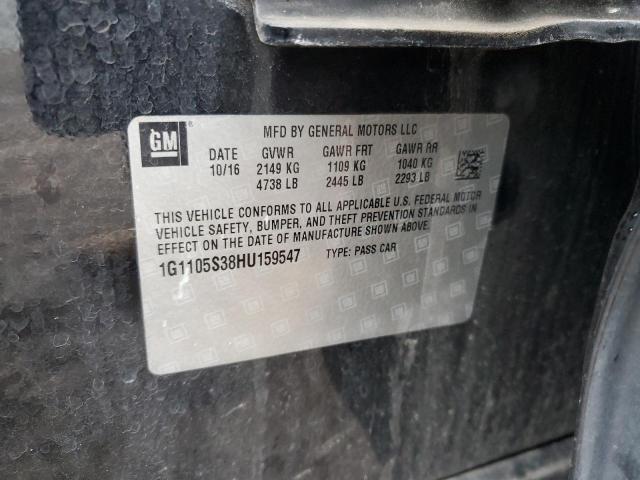 GM ®
MFD BY GENERAL MOTORS LLC
DATE GVWR GAWR FRT GAWR RR
10/16 2149 KG 1109 KG 1040 KG
4738 LB 2445 LB 2293 LB
THIS VEHICLE CONFORMS TO ALL APPLICABLE U.S. FEDERAL MOTOR
VEHICLE SAFETY, BUMPER, AND THEFT PREVENTION STANDARDS IN
EFFECT ON THE DATE OF MANUFACTURE SHOWN ABOVE.
1G1105S38HU159547 TYPE: PASS CAR